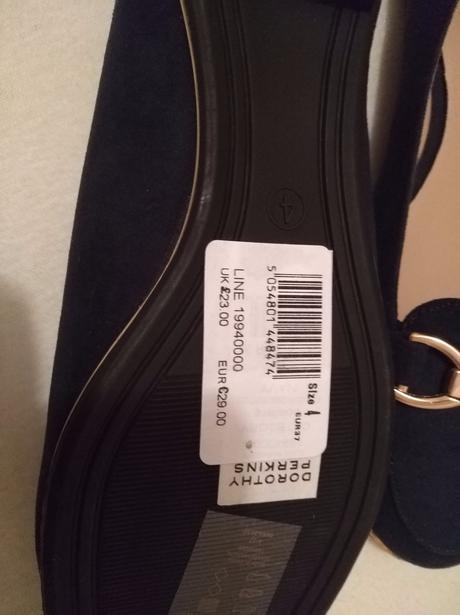 4
5 054801 448474
Size 4
EUR37
LINE 19940000
UK £23.00 EUR €29.00
DOROTHY
PERKINS